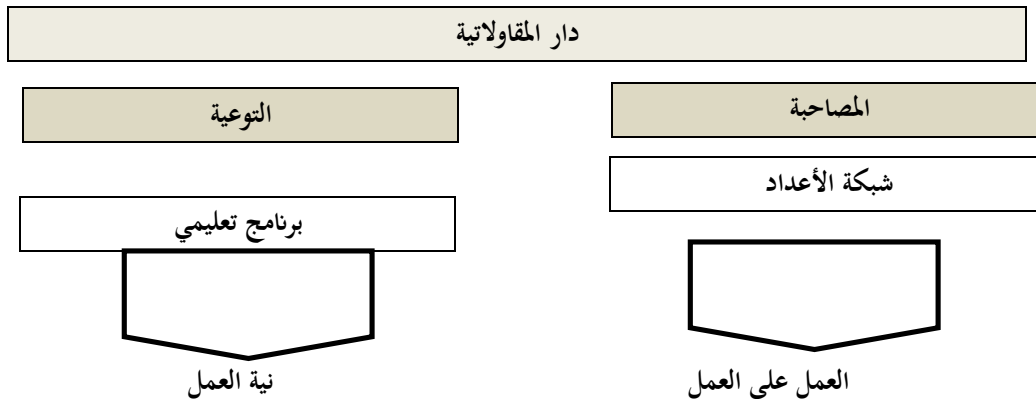 دار المقاولاتية
المصاحبة
التوعية
شبكة الأعداد
برنامج تعليمي
العمل على العمل
نية العمل